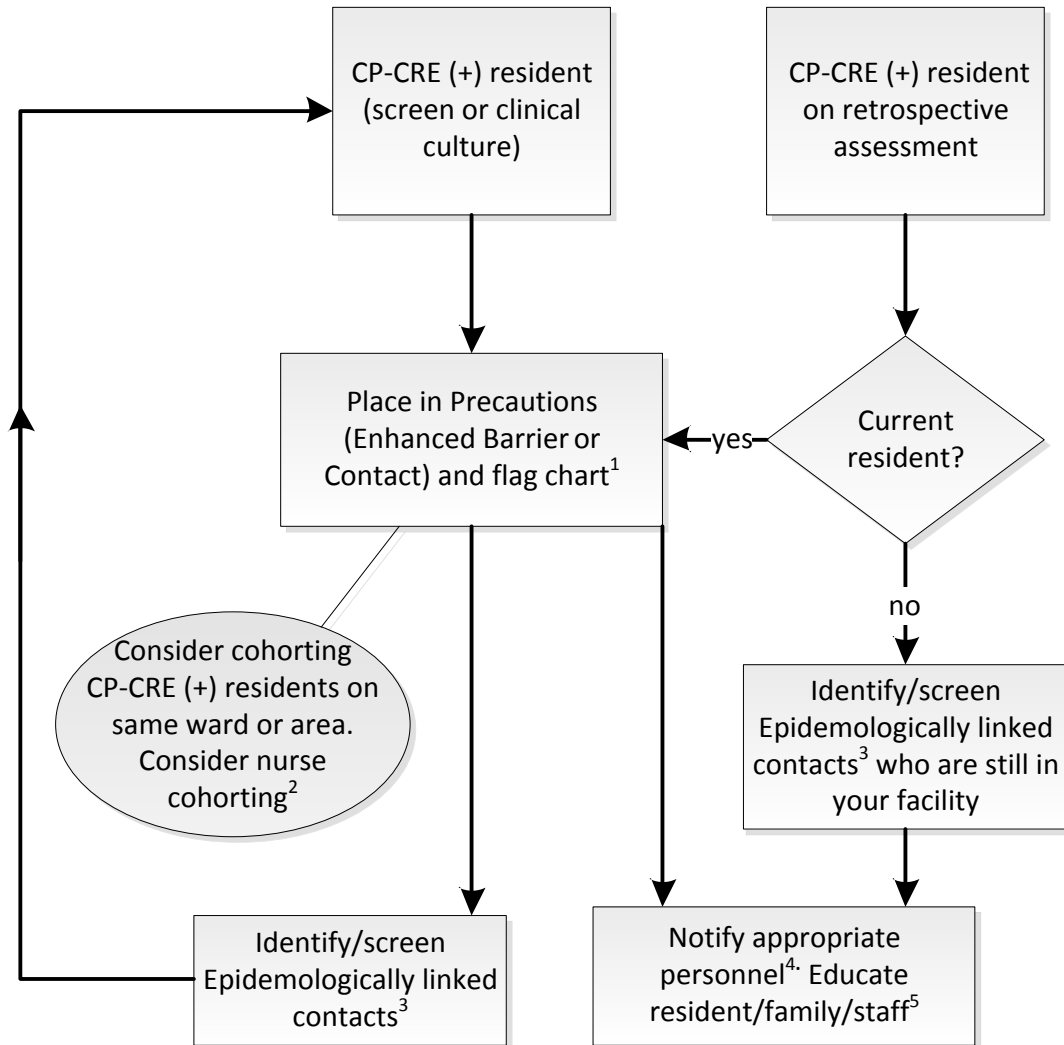 CP-CRE (+) resident
(screen or clinical
culture)
CP-CRE (+) resident
on retrospective
assessment
Place in Precautions
(Enhanced Barrier or
Contact) and flag chart1
yes
Current
resident?
no
Consider cohorting
CP-CRE (+) residents on
same ward or area.
Consider nurse
cohorting2
Identify/screen
Epidemologically linked
contacts3 who are still in
your facility
Identify/screen
Epidemologically linked
contacts3
Notify appropriate
personnel4. Educate
resident/family/staff5